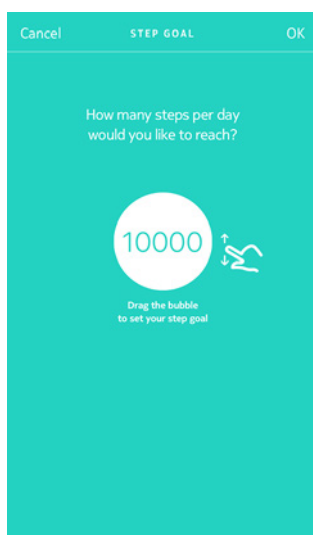 Cancel STEP GOAL OK
How many steps per day
would you like to reach?
10000
Drag the bubble
to set your step goal